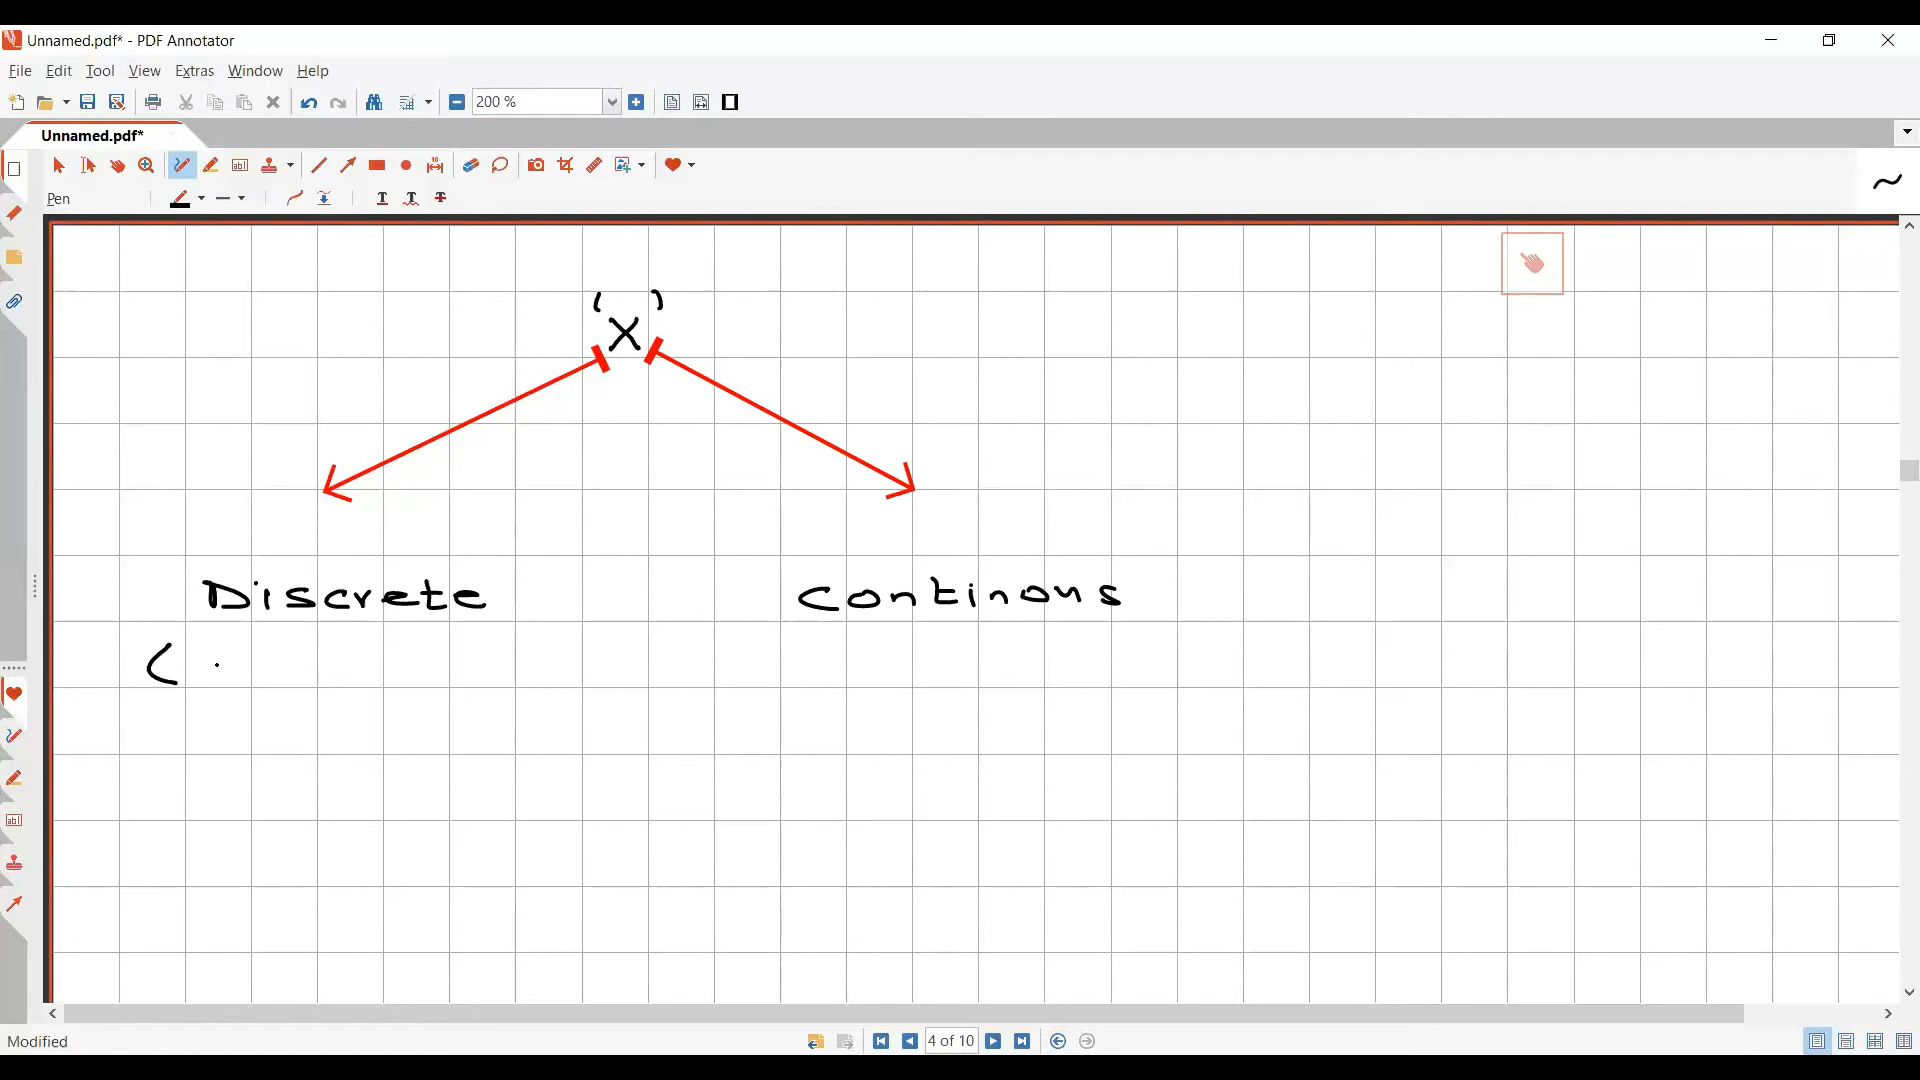 Unnamed.pdf* - PDF Annotator
File Edit Tool View Extras Window Help
200 %
Unnamed.pdf*
Pen
'X'
Discrete continous
(
Modified
4 of 10